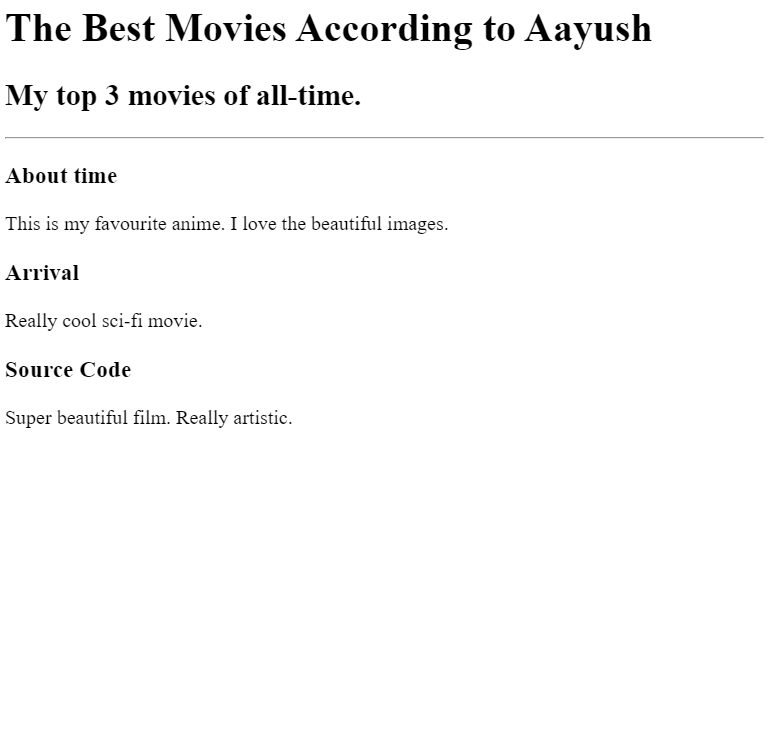 The Best Movies According to Aayush
My top 3 movies of all-time.
About time
This is my favourite anime. I love the beautiful images.
Arrival
Really cool sci-fi movie.
Source Code
Super beautiful film. Really artistic.